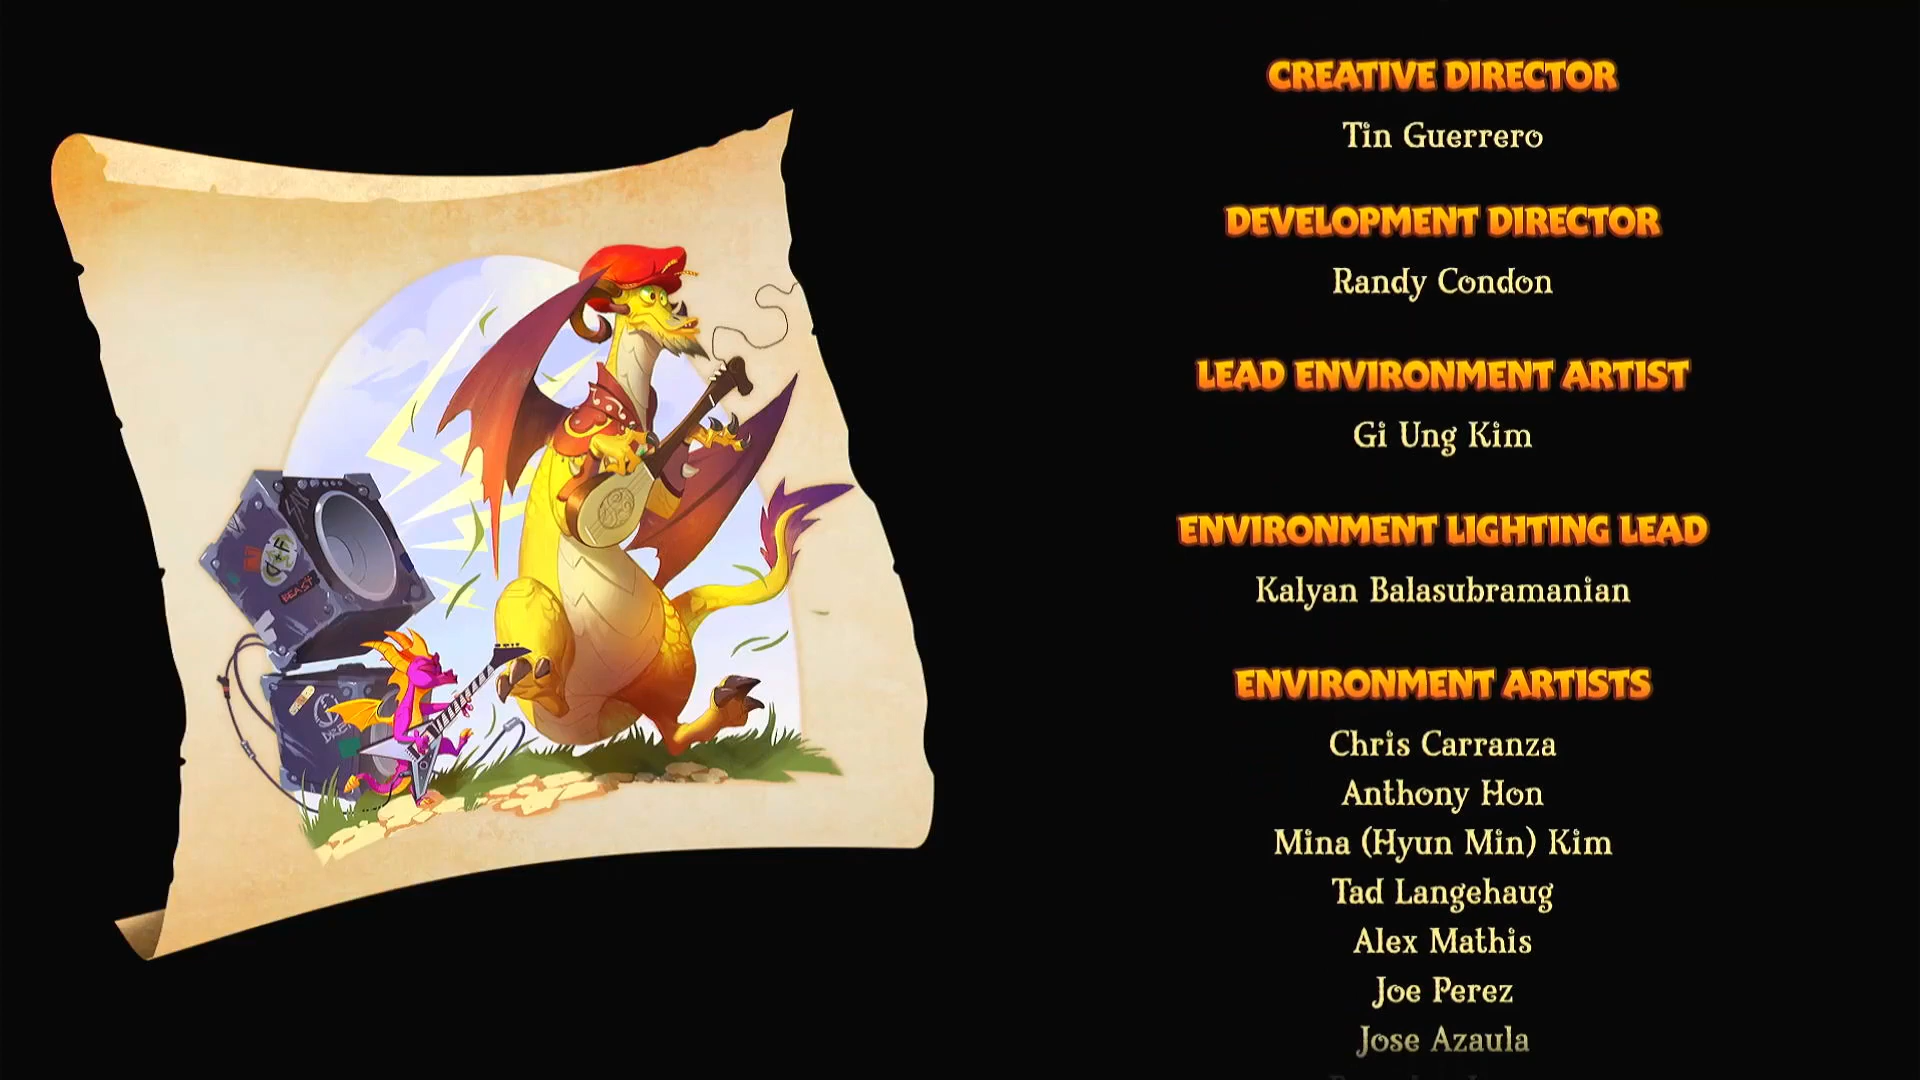 CREATIVE DIRECTOR
Tin Guerrero
DEVELOPMENT DIRECTOR
Randy Condon
LEAD ENVIRONMENT ARTIST
Gi Ung Kim
ENVIRONMENT LIGHTING LEAD
Kalyan Balasubramanian
ENVIRONMENT ARTISTS
Chris Carranza
Anthony Hon
Mina (Hyun Min) Kim
Tad Langehaug
Alex Mathis
Joe Perez
Jose Azaula
BEAST